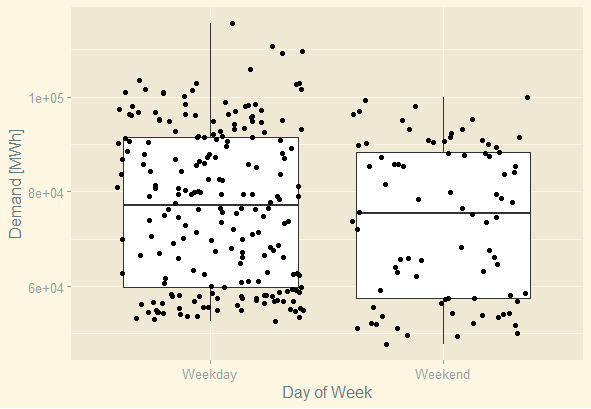 Demand [MWh]
1e+05
8e+04
6e+04
Weekday
Weekend
Day of Week